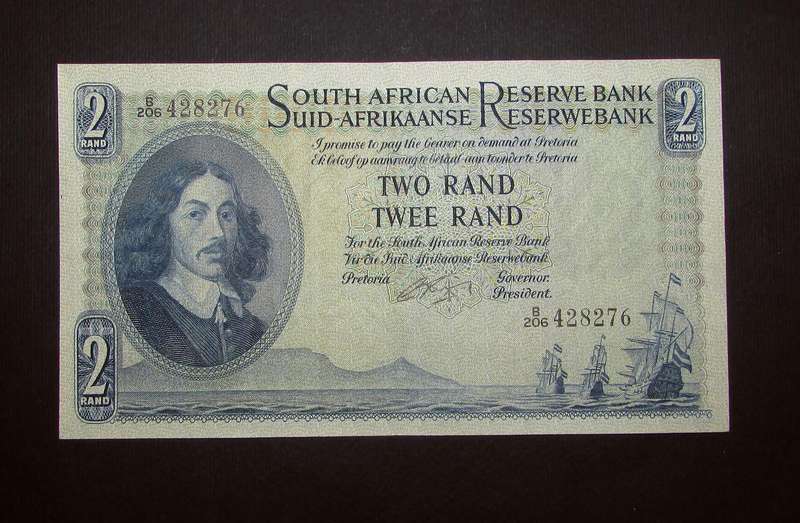 2
RAND
B/206 428276
SOUTH AFRICAN RESERVE BANK
SUID-AFRIKAANSE RESERWEBANK
2
RAND
I promise to pay the bearer on demand at Pretoria
Ek beloof op aanvraag te betaal aan toonder te Pretoria
TWO RAND
TWEE RAND
For the South African Reserve Bank
Vir die Suid Afrikaanse Reserwebank
Pretoria
Governor.
President.
B/206 428276
2
RAND